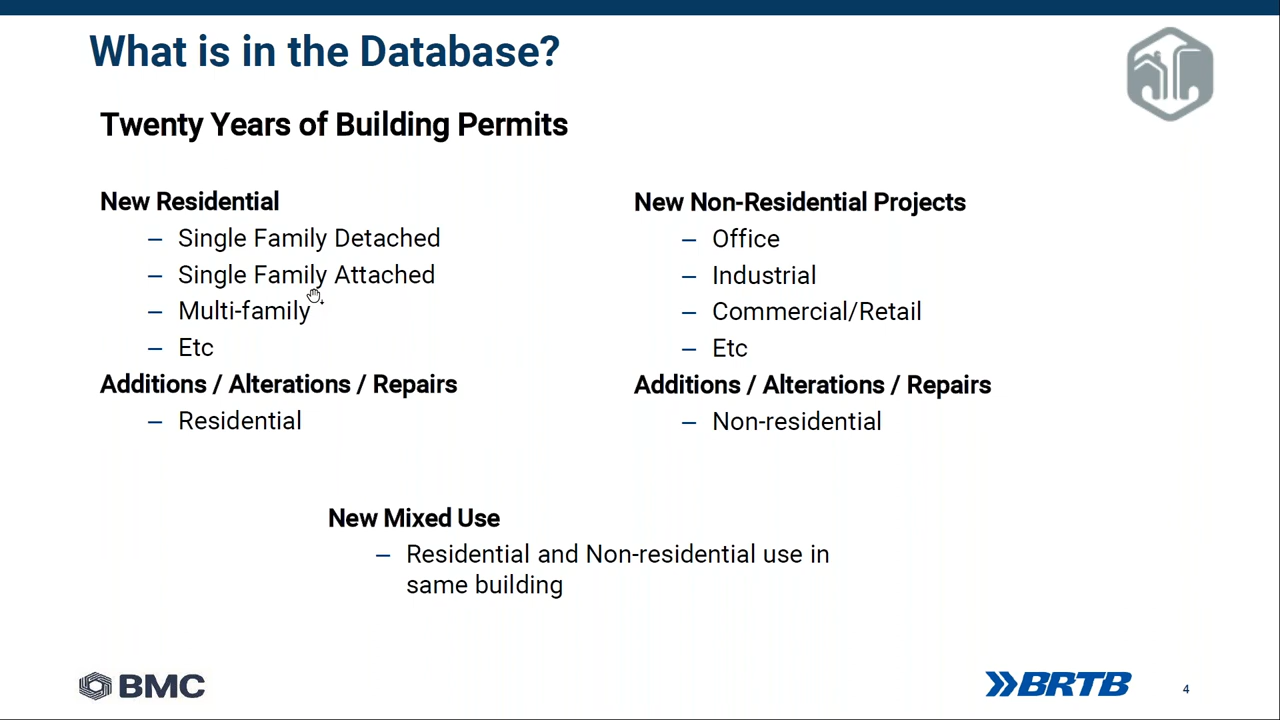 What is in the Database?
Twenty Years of Building Permits
New Residential
– Single Family Detached
– Single Family Attached
– Multi-family
– Etc
Additions / Alterations / Repairs
– Residential
New Non-Residential Projects
– Office
– Industrial
– Commercial/Retail
– Etc
Additions / Alterations / Repairs
– Non-residential
New Mixed Use
– Residential and Non-residential use in
same building
BMC
BRTB
4